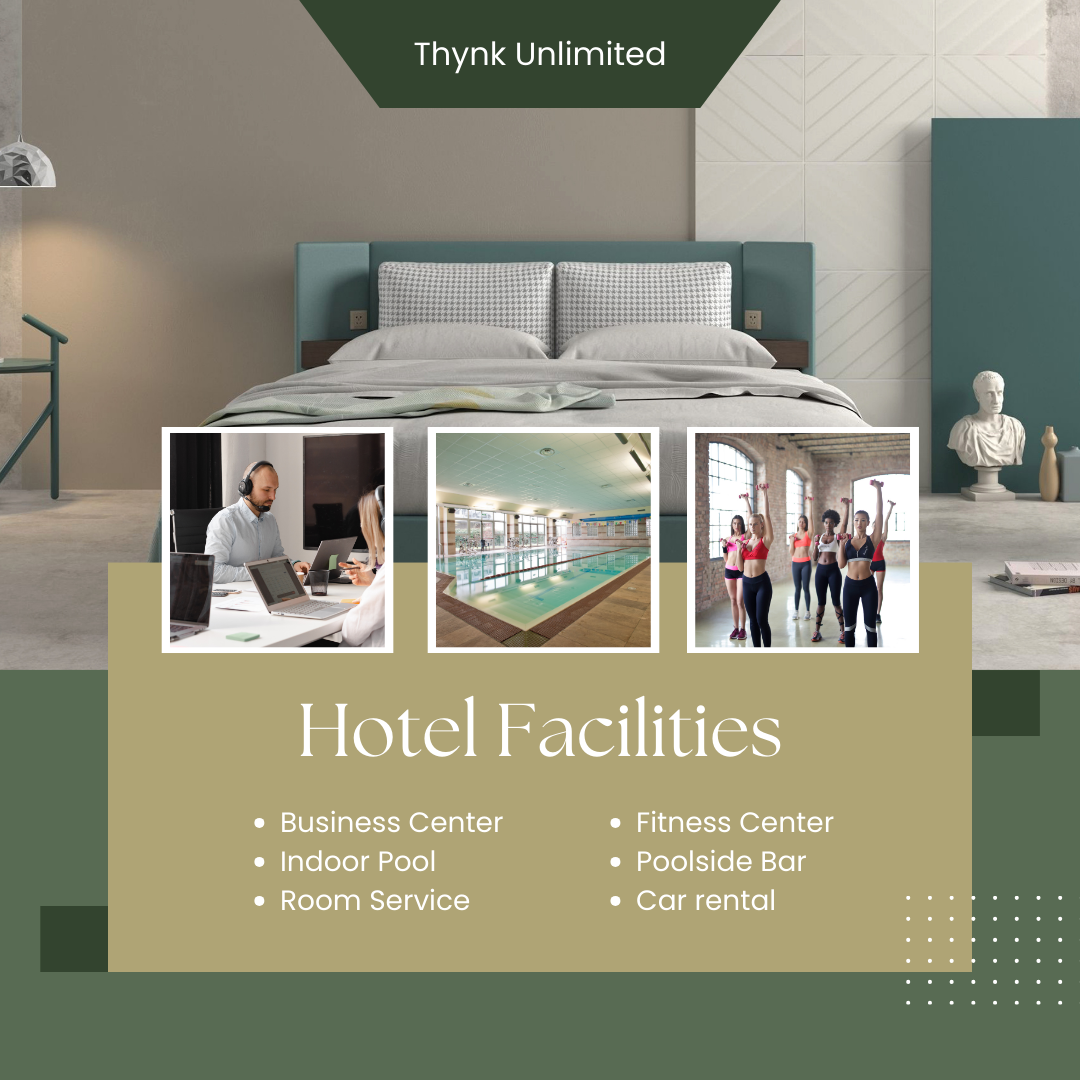 Thynk Unlimited
Hotel Facilities
• Business Center
• Indoor Pool
• Room Service
• Fitness Center
• Poolside Bar
• Car rental